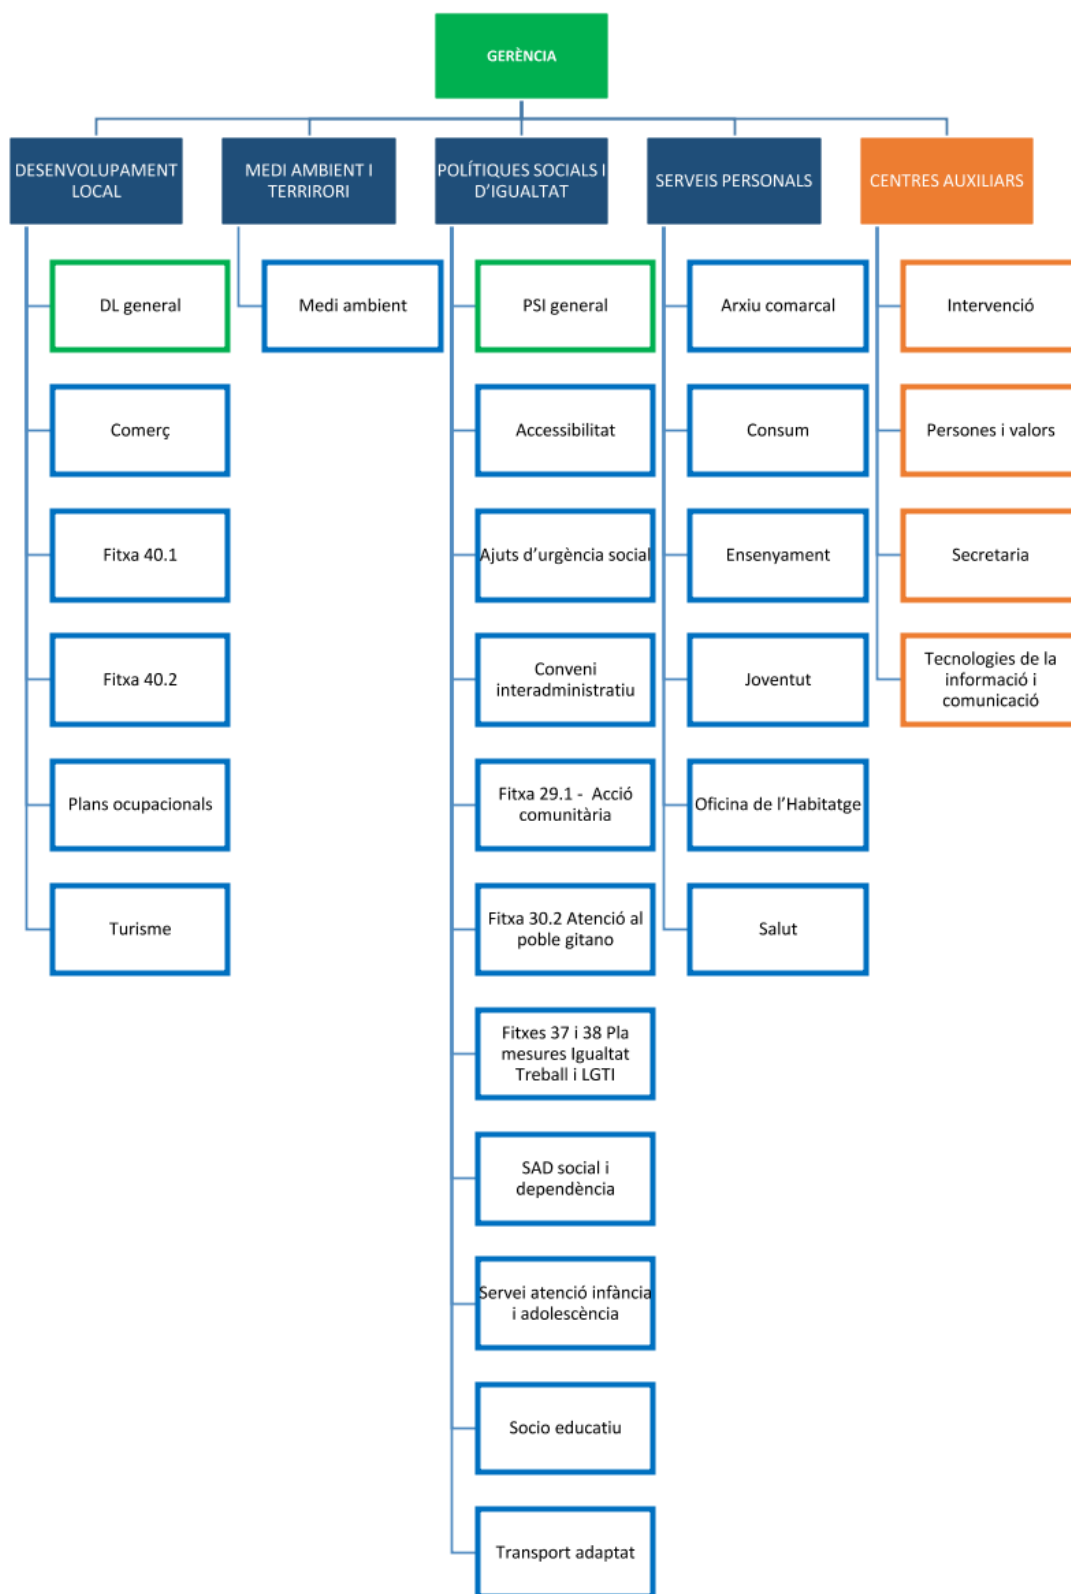 GERÈNCIA
DESENVOLUPAMENT
LOCAL
MEDI AMBIENT I
TERRIRORI
POLÍTIQUES SOCIALS I
D’IGUALTAT
SERVEIS PERSONALS
CENTRES AUXILIARS
DL general
Comerç
Fitxa 40.1
Fitxa 40.2
Plans ocupacionals
Turisme
Medi ambient
PSI general
Accessibilitat
Ajuts d’urgència social
Conveni
interadministratiu
Fitxa 29.1 - Acció
comunitària
Fitxa 30.2 Atenció al
poble gitano
Fitxes 37 i 38 Pla
mesures Igualtat
Treball i LGTI
SAD social i
dependència
Servei atenció infància
i adolescència
Socio educatiu
Transport adaptat
Arxiu comarcal
Consum
Ensenyament
Joventut
Oficina de l’Habitatge
Salut
Intervenció
Persones i valors
Secretaria
Tecnologies de la
informació i
comunicació